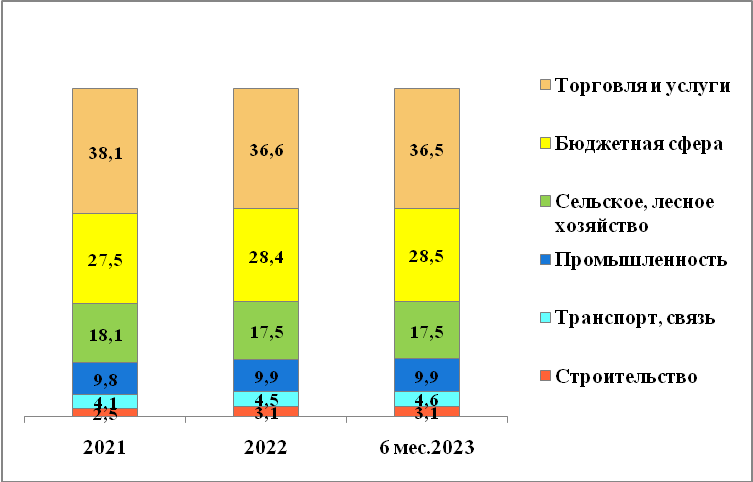 38,1
36,6
36,5
27,5
28,4
28,5
18,1
17,5
17,5
9,8
9,9
9,9
4,1
4,5
4,6
2,5
3,1
3,1
2021
2022
6 мес.2023
Торговля и услуги
Бюджетная сфера
Сельское, лесное
хозяйство
Промышленность
Транспорт, связь
Строительство